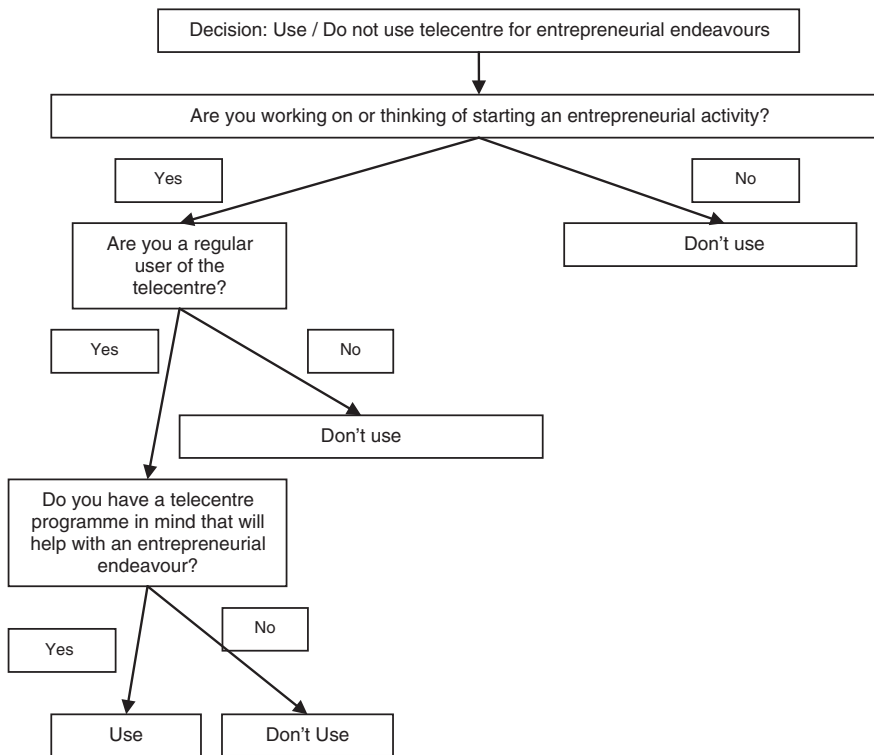 Decision: Use / Do not use telecentre for entrepreneurial endeavours
Are you working on or thinking of starting an entrepreneurial activity?
Yes
No
Are you a regular
user of the
telecentre?
Don't use
Yes
No
Don't use
Do you have a telecentre
programme in mind that will
help with an entrepreneurial
endeavour?
Yes
No
Use
Don't Use